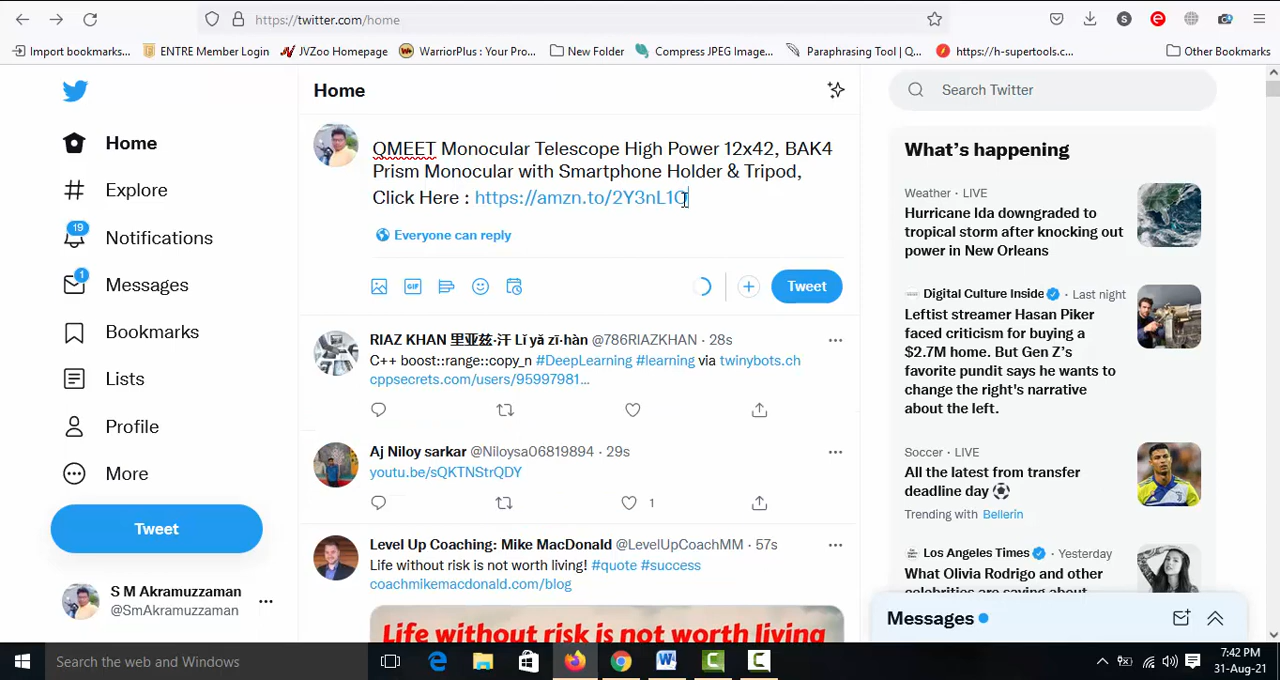 https://twitter.com/home
Import bookmarks...
ENTRE Member Login
JVZoo Homepage
WarriorPlus : Your Pro...
New Folder
Compress JPEG Image...
Paraphrasing Tool | Q...
https://h-supertools.c...
Other Bookmarks
Home
Explore
19
Notifications
1
Messages
Bookmarks
Lists
Profile
More
Tweet
S M Akramuzzaman
@SmAkramuzzaman
Home
QMEET Monocular Telescope High Power 12x42, BAK4
Prism Monocular with Smartphone Holder & Tripod,
Click Here :
Everyone can reply
GIF
Tweet
RIAZ KHAN 里亚兹·汗 Lǐ yǎ zī·hàn @786RIAZKHAN · 28s
C++ boost::range::copy_n #DeepLearning #learning via twinybots.ch
cppsecrets.com/users/95997981...
Aj Niloy sarkar @Niloysa06819894 · 29s
youtu.be/sQKTNStrQDY
1
Level Up Coaching: Mike MacDonald @LevelUpCoachMM · 57s
Life without risk is not worth living! #quote #success
coachmikemacdonald.com/blog
Life without risk is not worth living
Search Twitter
What's happening
Weather · LIVE
Hurricane Ida downgraded to
tropical storm after knocking out
power in New Orleans
Digital Culture Inside · Last night
Leftist streamer Hasan Piker
faced criticism for buying a
$2.7M home. But Gen Z's
favorite pundit says he wants to
change the right's narrative
about the left.
Soccer · LIVE
All the latest from transfer
deadline day
Trending with Bellerin
Los Angeles Times · Yesterday
What Olivia Rodrigo and other
celebrities are saying about
Messages
Search the web and Windows
7:42 PM
31-Aug-21